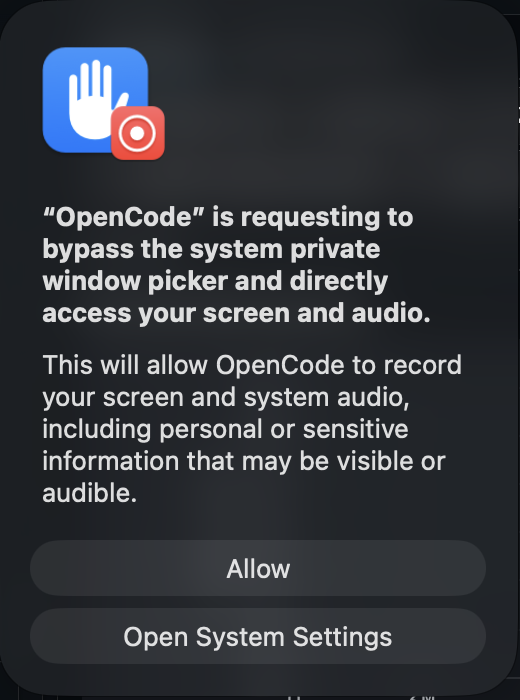 “OpenCode” is requesting to
bypass the system private
window picker and directly
access your screen and audio.
This will allow OpenCode to record
your screen and system audio,
including personal or sensitive
information that may be visible or
audible.
Allow
Open System Settings